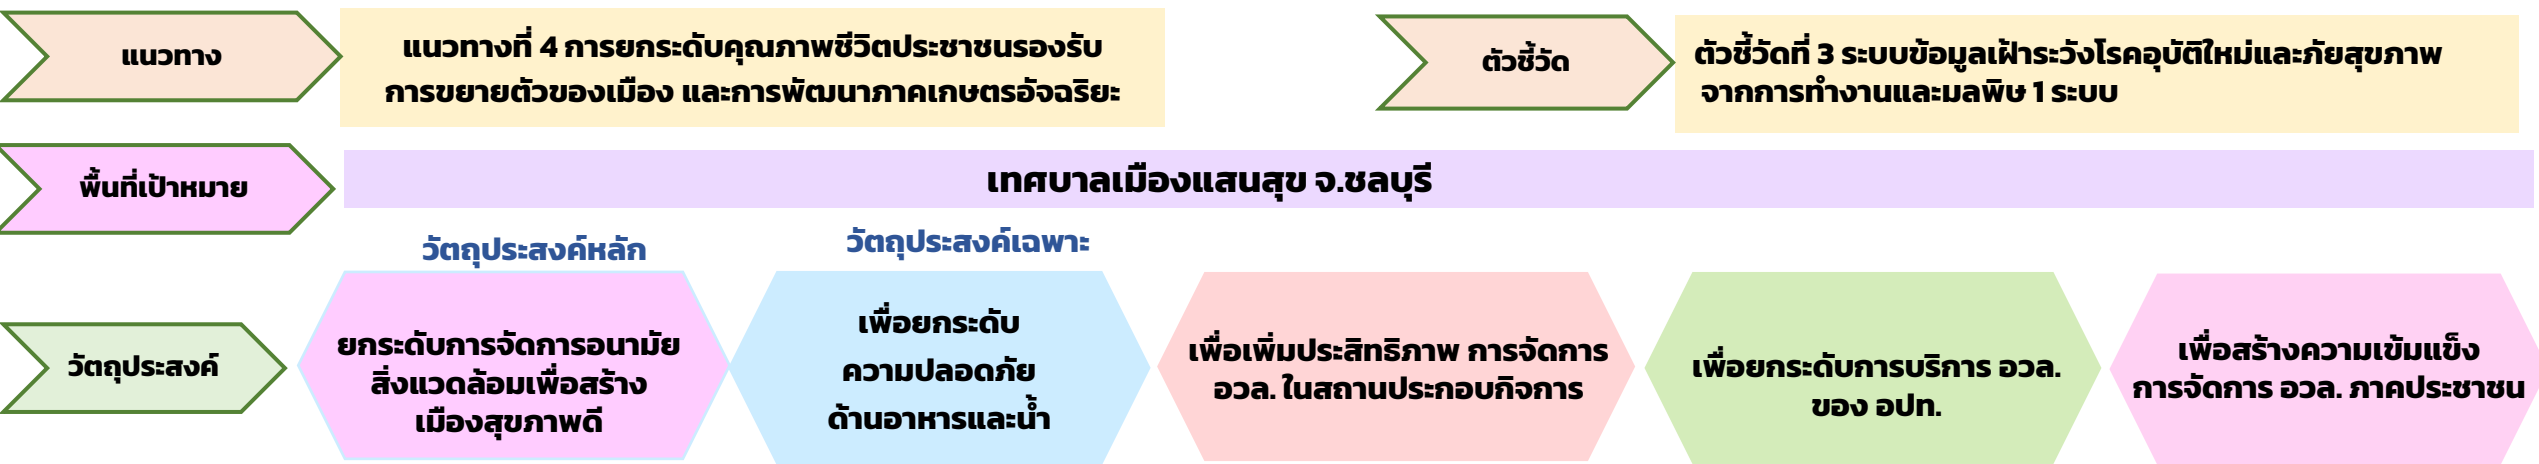 แนวทาง
แนวทางที่ 4 การยกระดับคุณภาพชีวิตประชาชนรองรับ
การขยายตัวของเมือง และการพัฒนาภาคเกษตรอัจฉริยะ
ตัวชี้วัด
ตัวชี้วัดที่ 3 ระบบข้อมูลเฝ้าระวังโรคอุบัติใหม่และภัยสุขภาพ
จากการทำงานและมลพิษ 1 ระบบ
พื้นที่เป้าหมาย
เทศบาลเมืองแสนสุข จ.ชลบุรี
วัตถุประสงค์หลัก
วัตถุประสงค์เฉพาะ
วัตถุประสงค์
ยกระดับการจัดการอนามัย
สิ่งแวดล้อมเพื่อสร้าง
เมืองสุขภาพดี
เพื่อยกระดับ
ความปลอดภัย
ด้านอาหารและน้ำ
เพื่อเพิ่มประสิทธิภาพ การจัดการ
อวล. ในสถานประกอบกิจการ
เพื่อยกระดับการบริการ อวล.
ของ อปท.
เพื่อสร้างความเข้มแข็ง
การจัดการ อวล. ภาคประชาชน